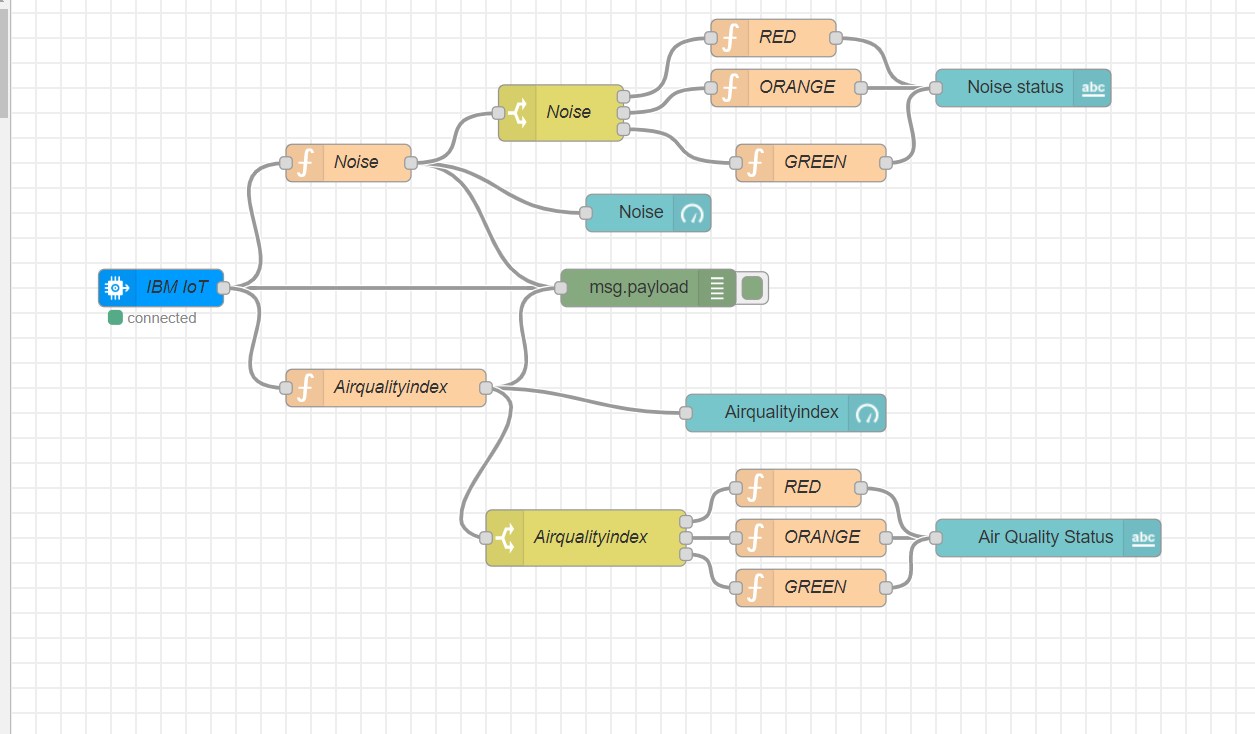 RED
ORANGE
Noise status
abc
Noise
GREEN
Noise
Noise
IBM IoT
msg.payload
connected
Airqualityindex
Airqualityindex
RED
Airqualityindex
ORANGE
Air Quality Status
abc
GREEN